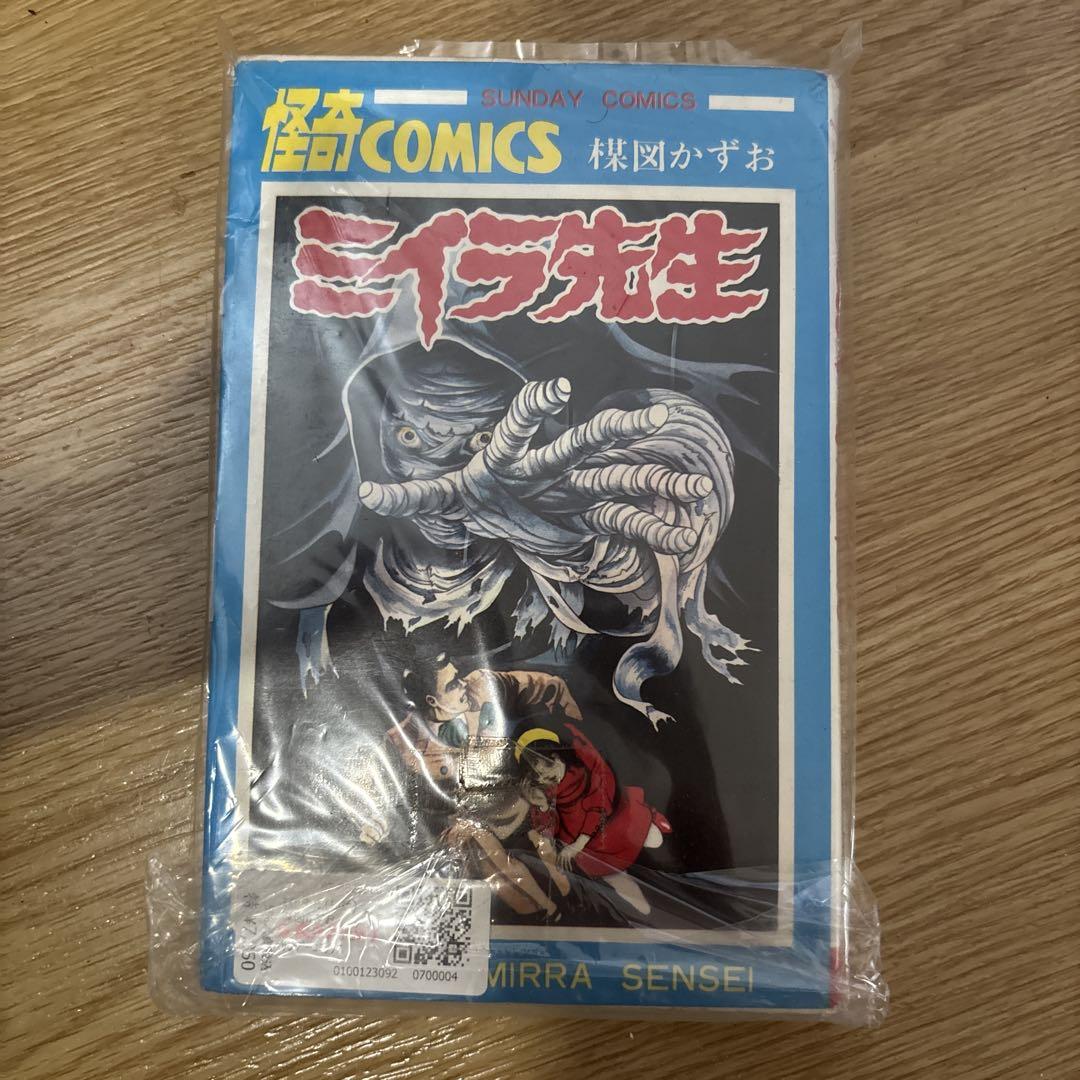 SUNDAY COMICS
怪奇COMICS 楳図かずお
ミイラ先生
0100123092 0700004
MIRRA SENSEI